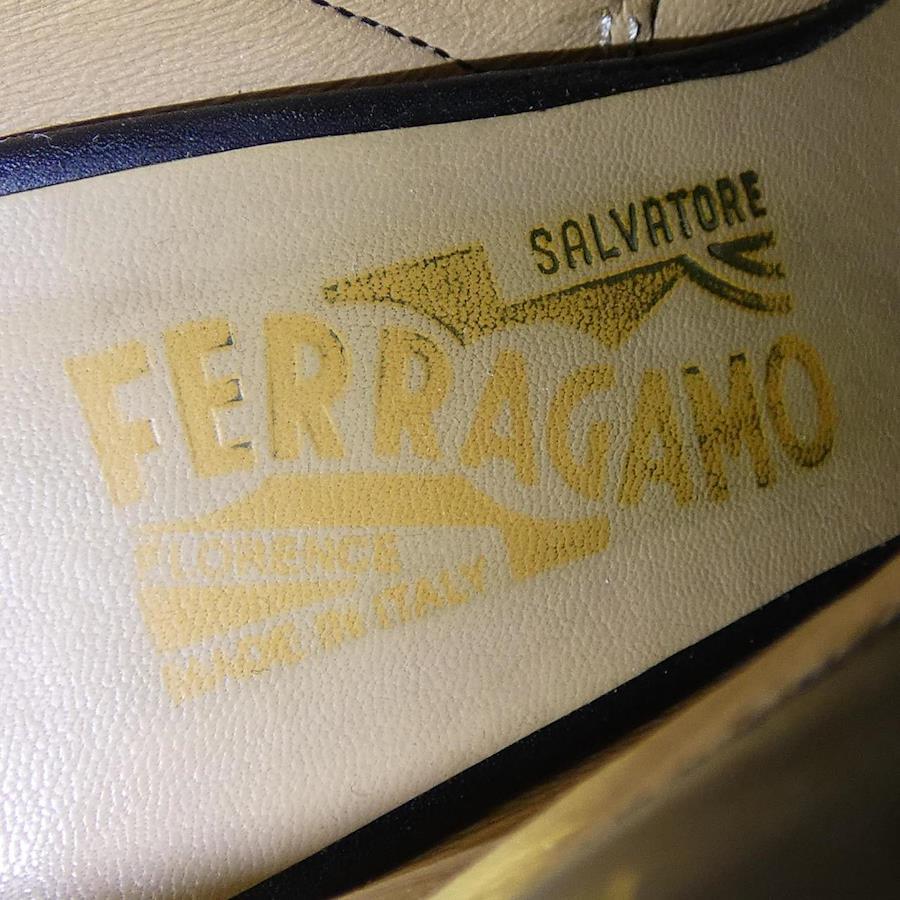 SALVATORE
FERRAGAMO
FLORENCE
MADE IN ITALY